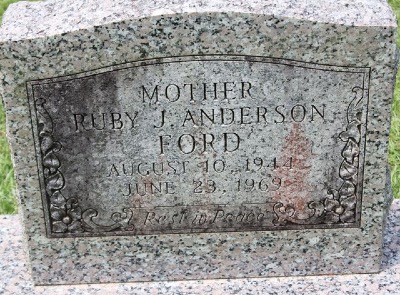 MOTHER
RUBY J. ANDERSON
FORD
AUGUST 10, 1944
JUNE 23, 1969
Rest in Peace